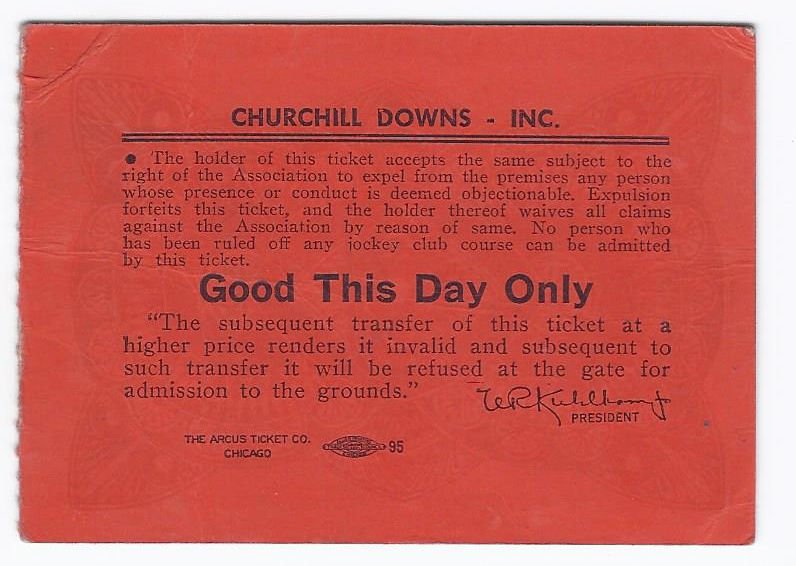 CHURCHILL DOWNS - INC.
• The holder of this ticket accepts the same subject to the
right of the Association to expel from the premises any person
whose presence or conduct is deemed objectionable. Expulsion
forfeits this ticket, and the holder thereof waives all claims
against the Association by reason of same. No person who
has been ruled off any jockey club course can be admitted
by this ticket.
Good This Day Only
“The subsequent transfer of this ticket at a
higher price renders it invalid and subsequent to
such transfer it will be refused at the gate for
admission to the grounds.”
PRESIDENT
THE ARCUS TICKET CO.
CHICAGO
95